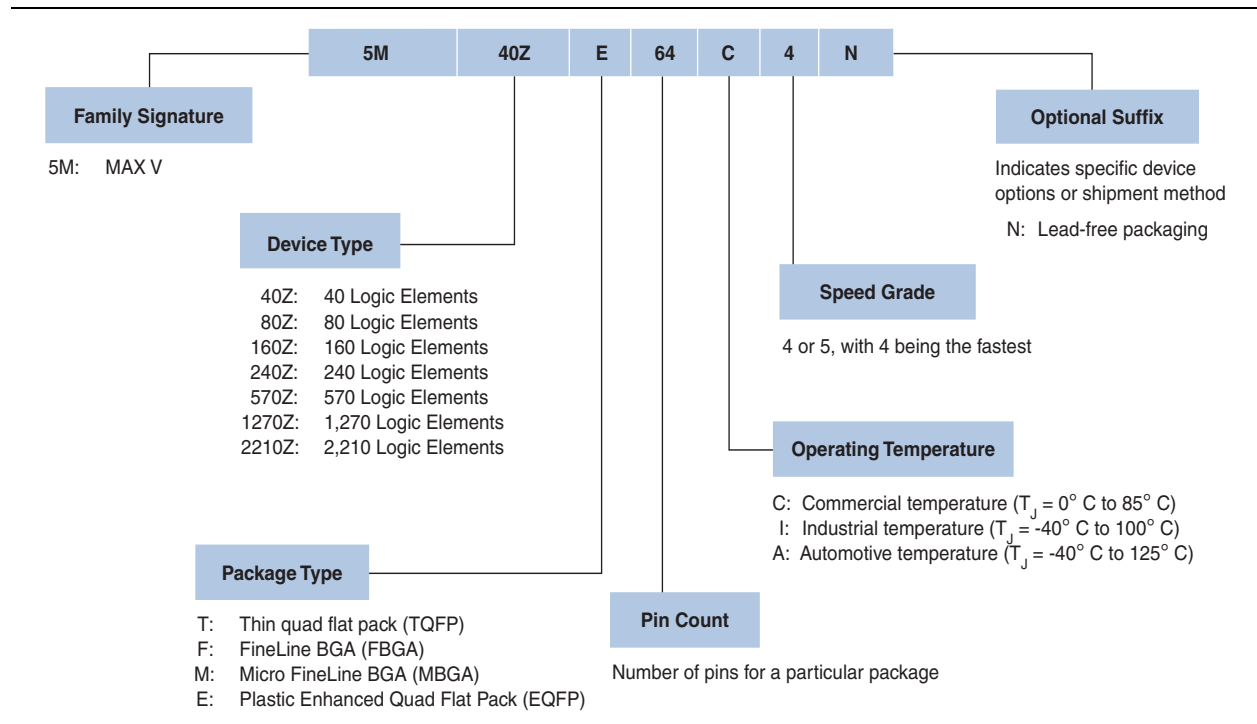 5M 40Z E 64 C 4 N
Family Signature
5M: MAX V
Optional Suffix
Indicates specific device
options or shipment method
N: Lead-free packaging
Device Type
40Z: 40 Logic Elements
80Z: 80 Logic Elements
160Z: 160 Logic Elements
240Z: 240 Logic Elements
570Z: 570 Logic Elements
1270Z: 1,270 Logic Elements
2210Z: 2,210 Logic Elements
Speed Grade
4 or 5, with 4 being the fastest
Operating Temperature
C: Commercial temperature (TJ = 0° C to 85° C)
I: Industrial temperature (TJ = -40° C to 100° C)
A: Automotive temperature (TJ = -40° C to 125° C)
Package Type
T: Thin quad flat pack (TQFP)
F: FineLine BGA (FBGA)
M: Micro FineLine BGA (MBGA)
E: Plastic Enhanced Quad Flat Pack (EQFP)
Pin Count
Number of pins for a particular package